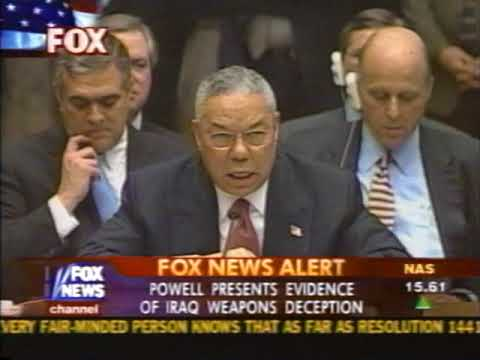 FOX
FOX NEWS ALERT
NAS
FOX
NEWS
channel
POWELL PRESENTS EVIDENCE
OF IRAQ WEAPONS DECEPTION
15.61
VERY FAIR-MINDED PERSON KNOWS THAT AS FAR AS RESOLUTION 1441